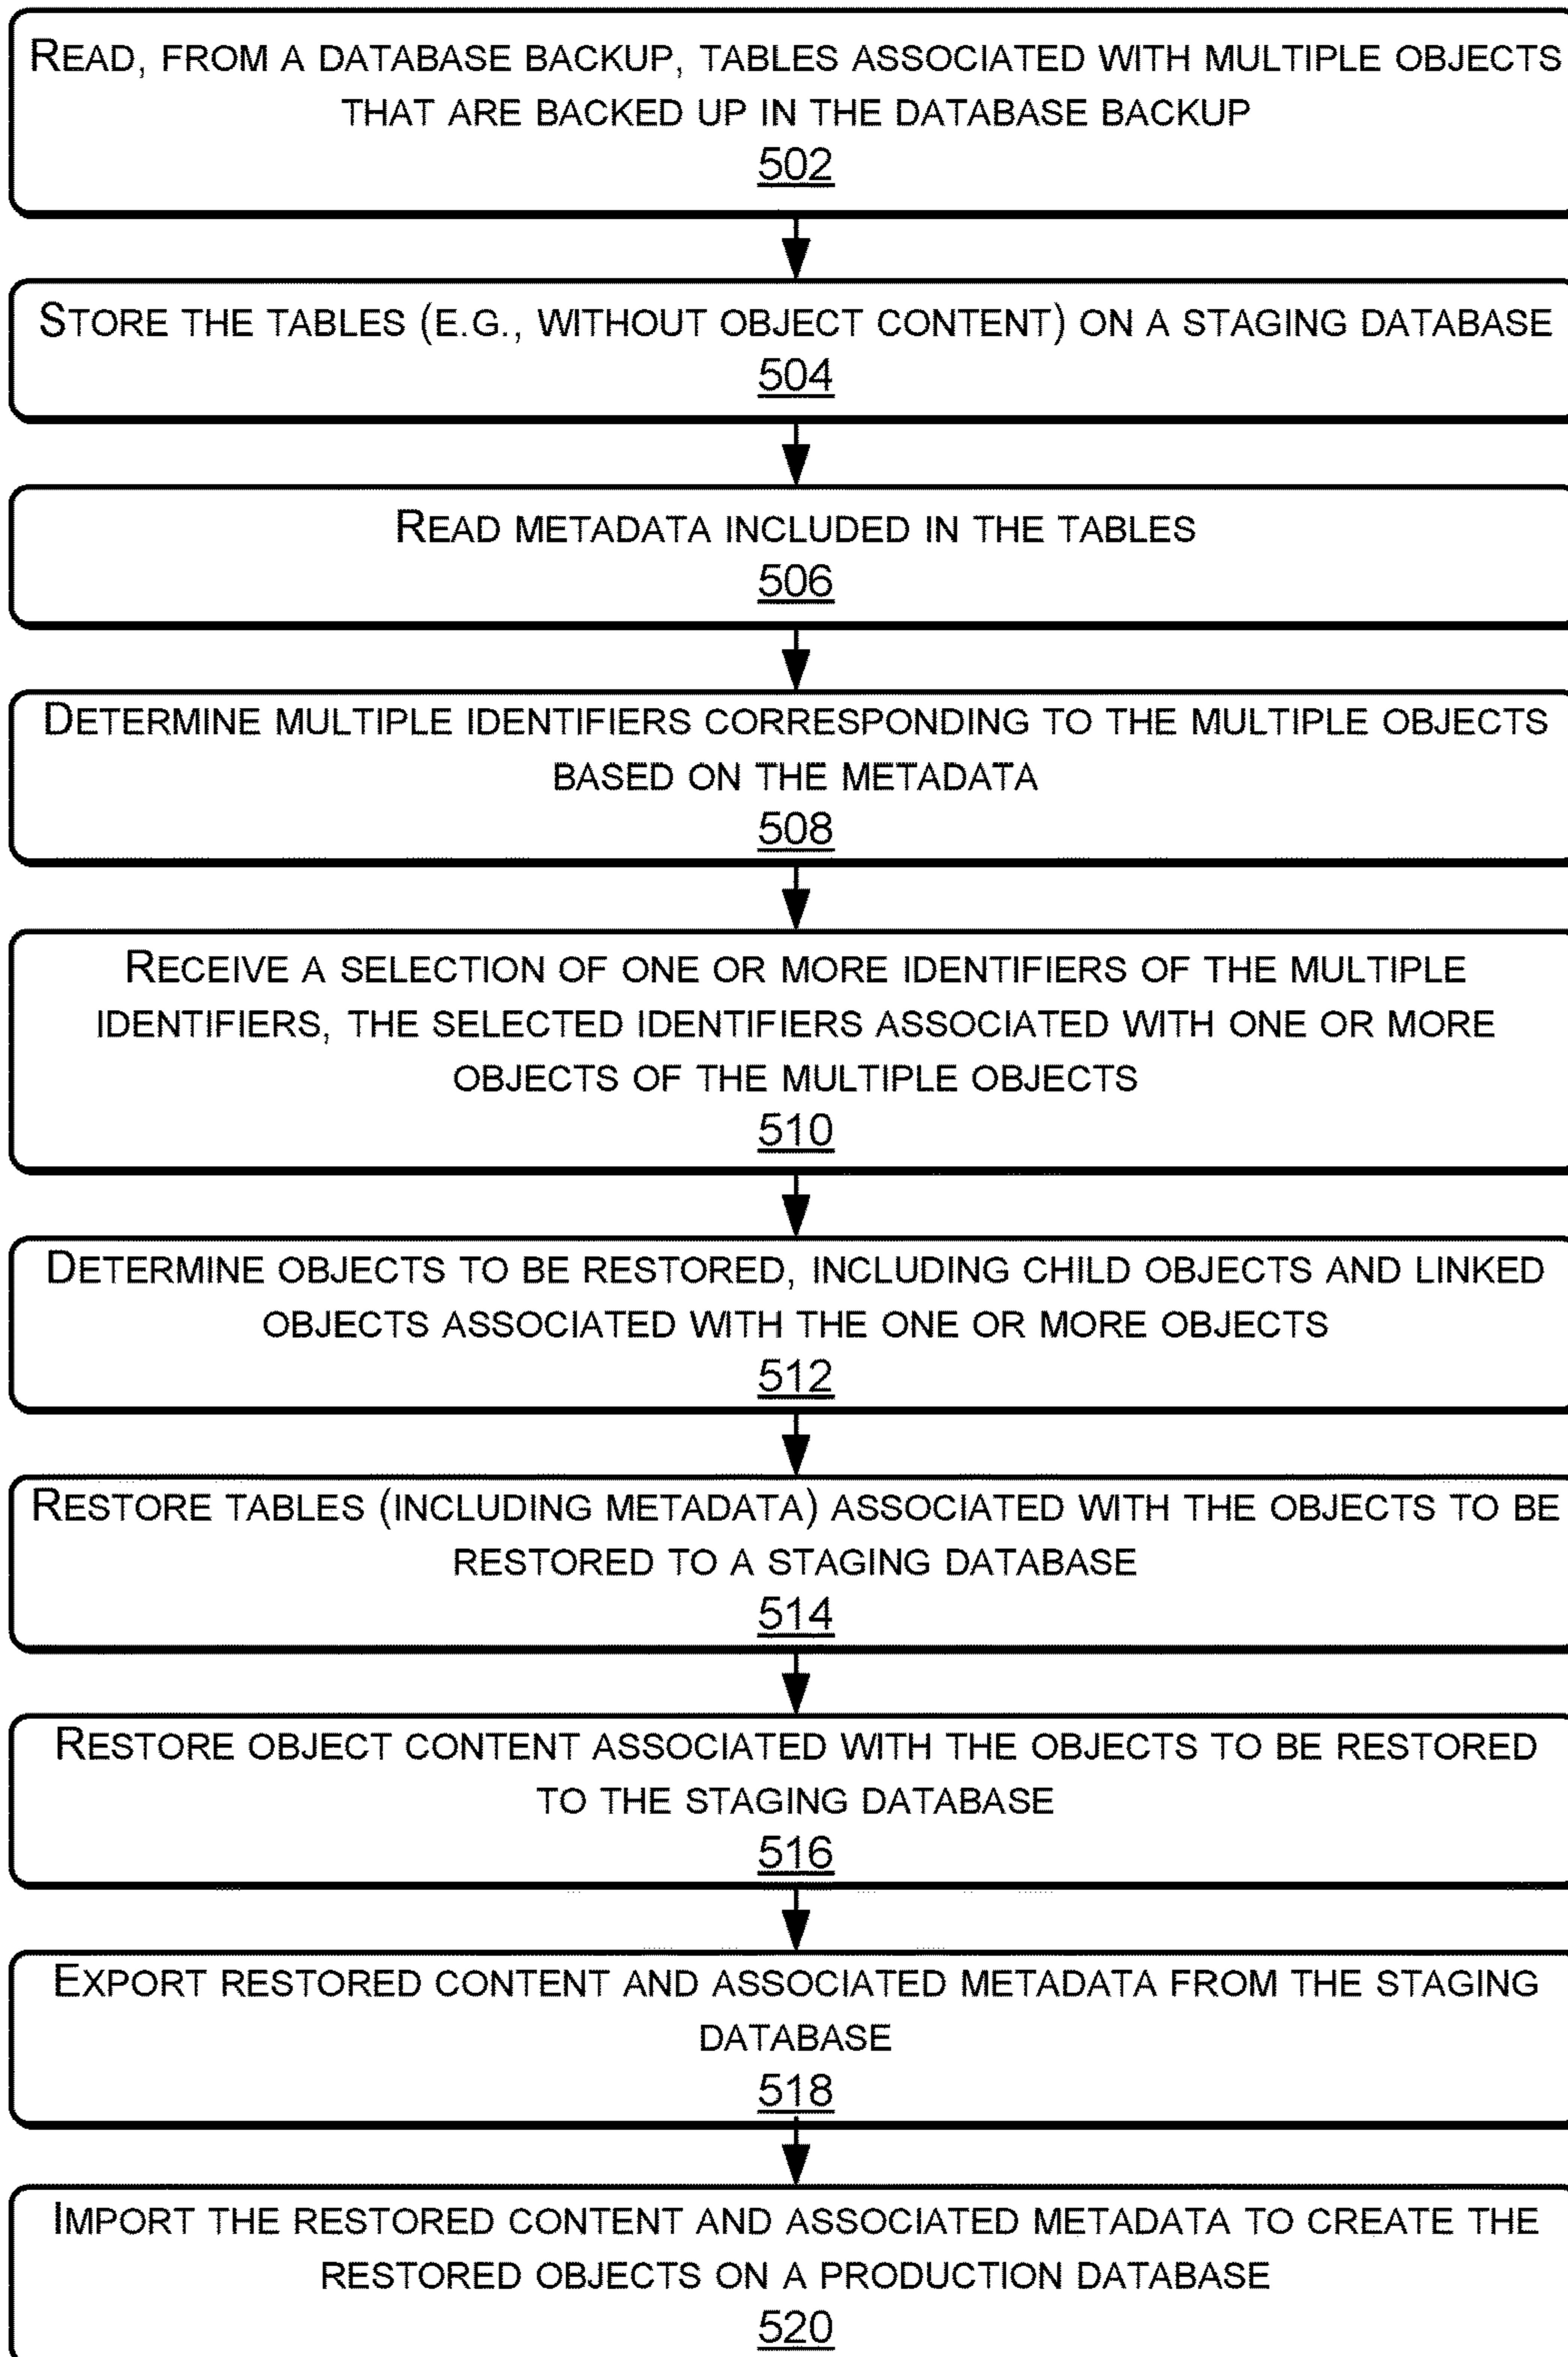 READ, FROM A DATABASE BACKUP, TABLES ASSOCIATED WITH MULTIPLE OBJECTS
THAT ARE BACKED UP IN THE DATABASE BACKUP
502
STORE THE TABLES (E.G., WITHOUT OBJECT CONTENT) ON A STAGING DATABASE
504
READ METADATA INCLUDED IN THE TABLES
506
DETERMINE MULTIPLE IDENTIFIERS CORRESPONDING TO THE MULTIPLE OBJECTS
BASED ON THE METADATA
508
RECEIVE A SELECTION OF ONE OR MORE IDENTIFIERS OF THE MULTIPLE
IDENTIFIERS, THE SELECTED IDENTIFIERS ASSOCIATED WITH ONE OR MORE
OBJECTS OF THE MULTIPLE OBJECTS
510
DETERMINE OBJECTS TO BE RESTORED, INCLUDING CHILD OBJECTS AND LINKED
OBJECTS ASSOCIATED WITH THE ONE OR MORE OBJECTS
512
RESTORE TABLES (INCLUDING METADATA) ASSOCIATED WITH THE OBJECTS TO BE
RESTORED TO A STAGING DATABASE
514
RESTORE OBJECT CONTENT ASSOCIATED WITH THE OBJECTS TO BE RESTORED
TO THE STAGING DATABASE
516
EXPORT RESTORED CONTENT AND ASSOCIATED METADATA FROM THE STAGING
DATABASE
518
IMPORT THE RESTORED CONTENT AND ASSOCIATED METADATA TO CREATE THE
RESTORED OBJECTS ON A PRODUCTION DATABASE
520